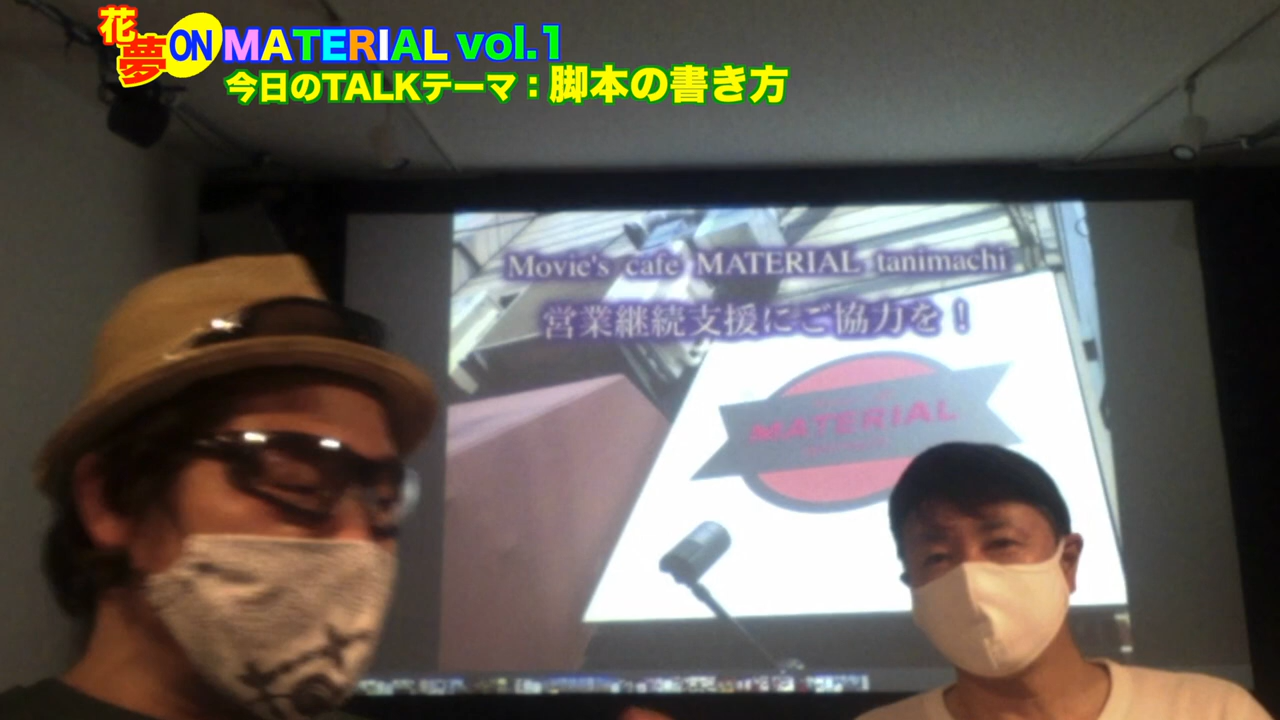 花夢ON MATERIAL vol.1
今日のTALKテーマ：脚本の書き方
Movie's cafe MATERIAL tanimachi
営業継続支援にご協力を！
MATERIAL